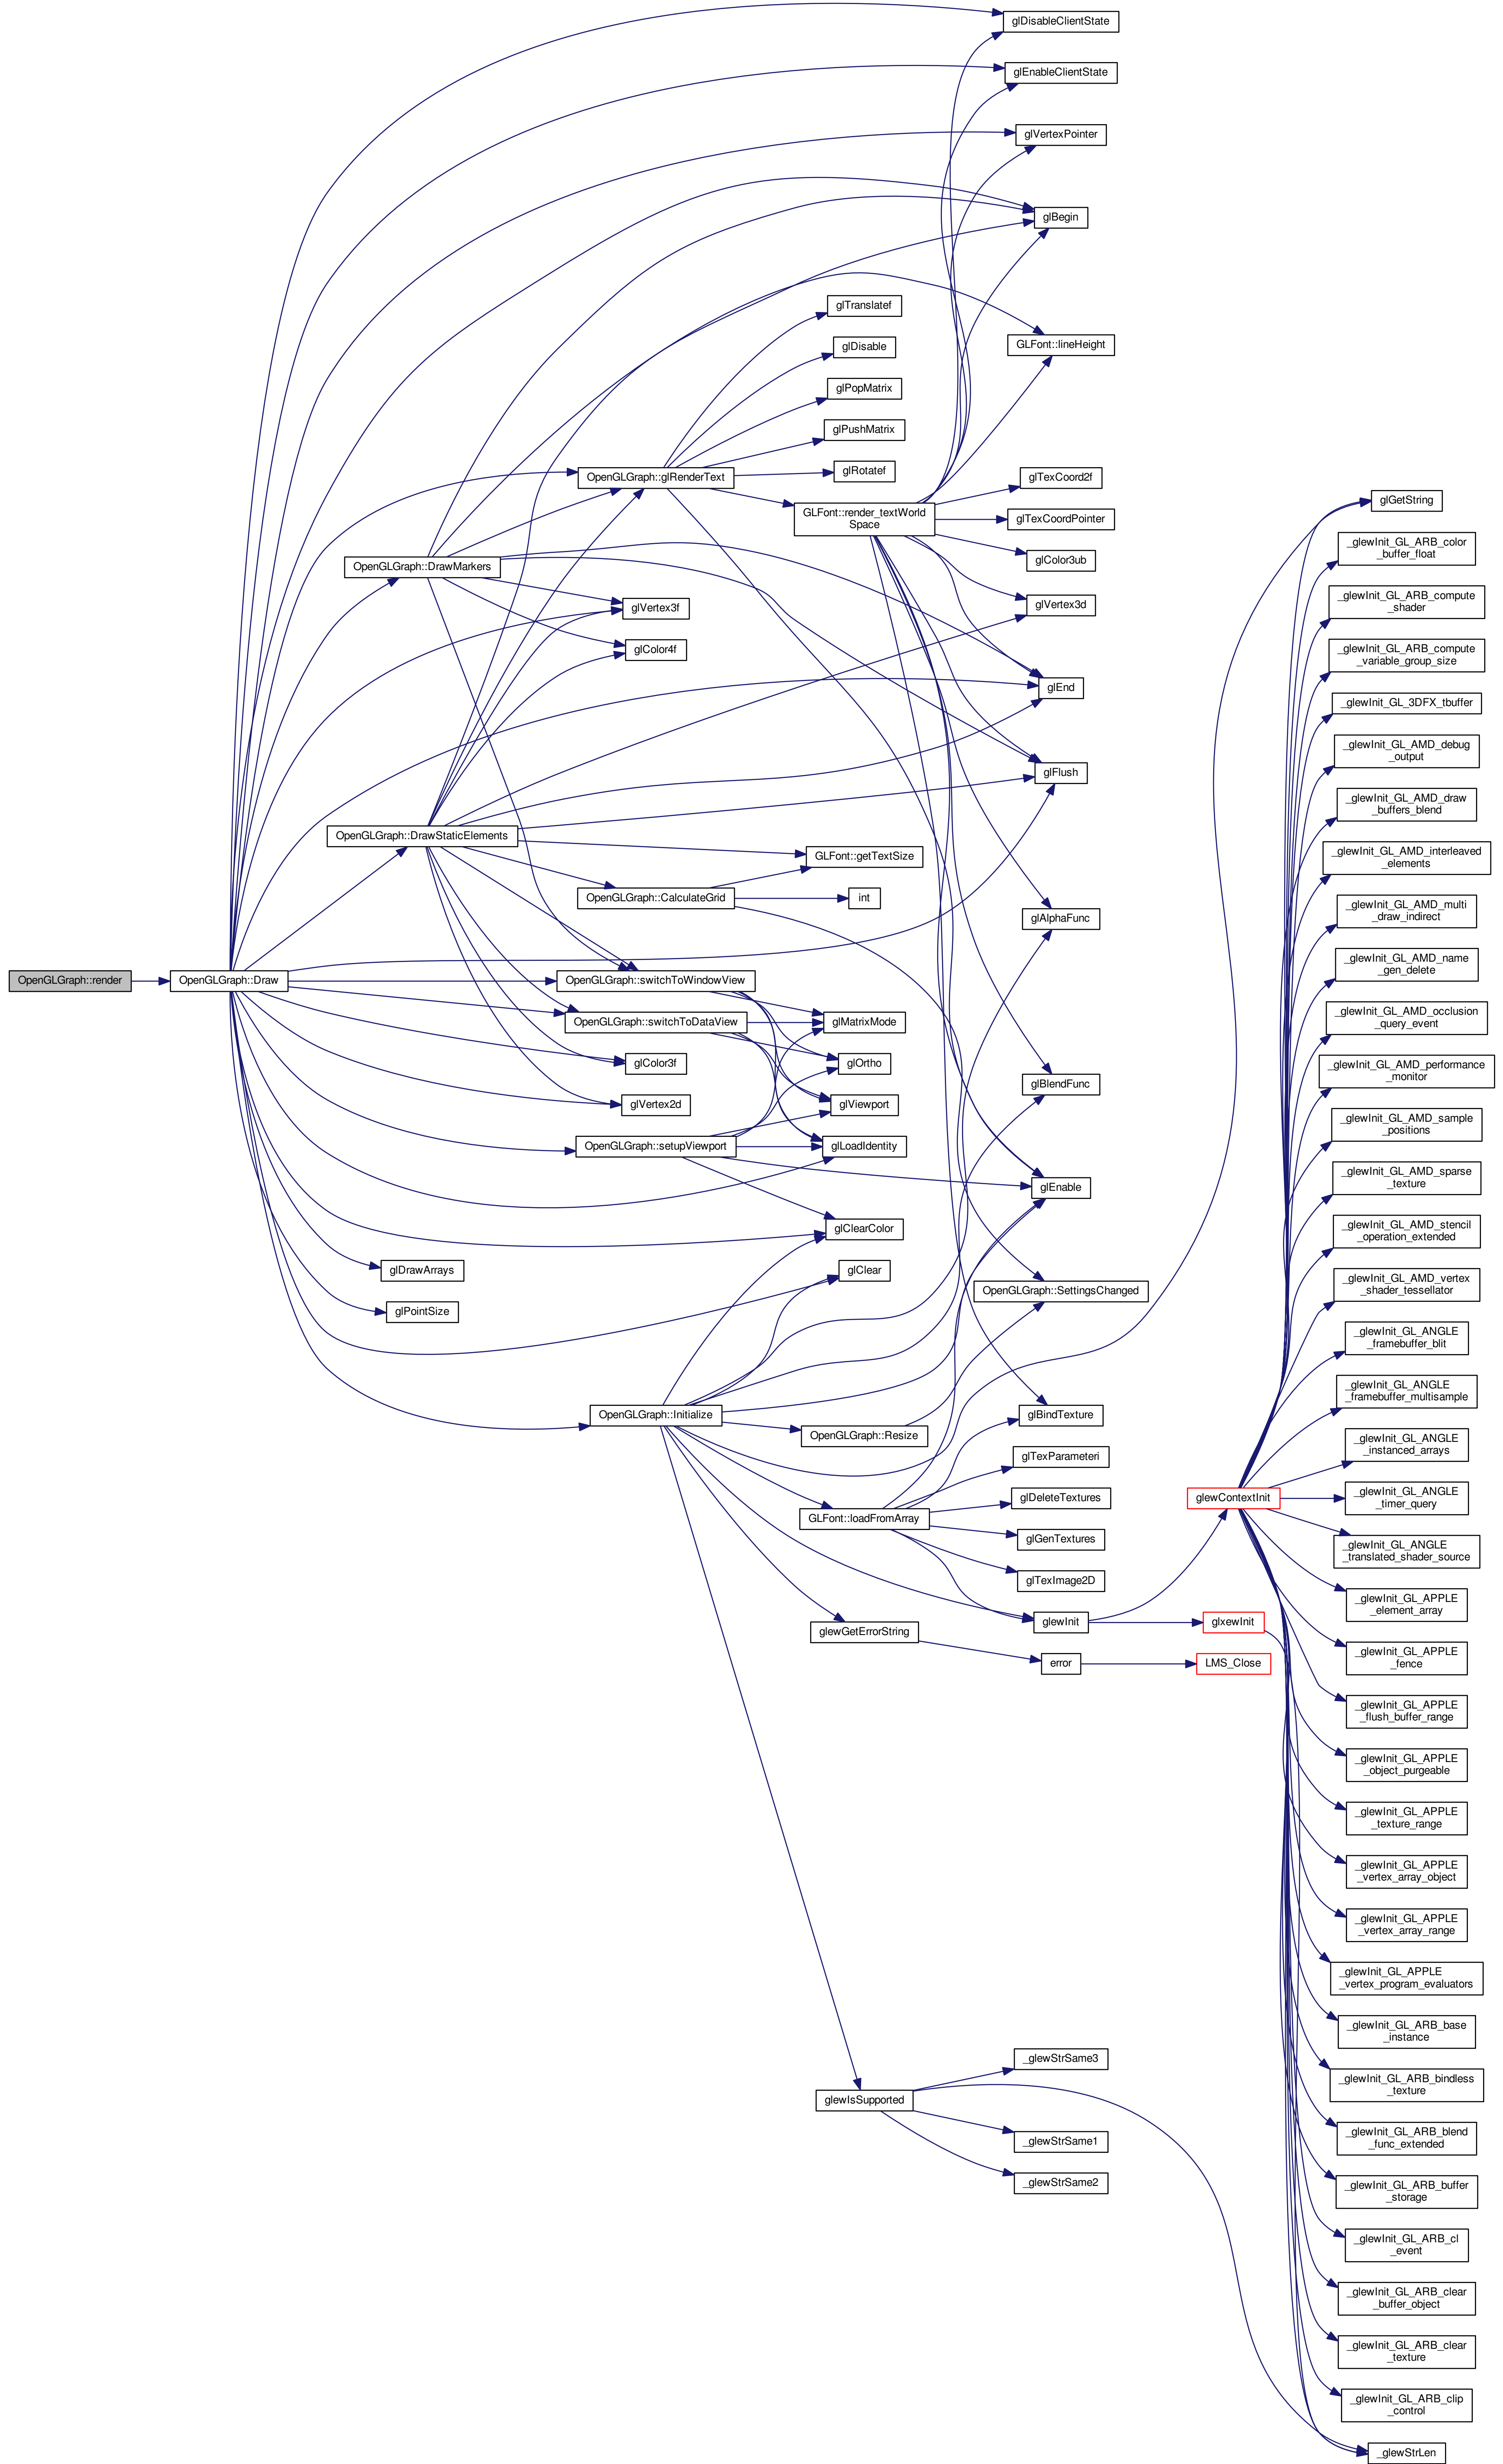 glDisableClientState
glEnableClientState
glVertexPointer
glBegin
glTranslatef
GLFont::lineHeight
glDisable
glPopMatrix
glPushMatrix
OpenGLGraph::glRenderText
glRotatef
glTexCoord2f
GLFont::render_textWorld
Space
glTexCoordPointer
glColor3ub
OpenGLGraph::DrawMarkers
glVertex3f
glVertex3d
glColor4f
glEnd
glFlush
OpenGLGraph::DrawStaticElements
GLFont::getTextSize
OpenGLGraph::CalculateGrid
int
glAlphaFunc
OpenGLGraph::render
OpenGLGraph::Draw
OpenGLGraph::switchToWindowView
OpenGLGraph::switchToDataView
glMatrixMode
glColor3f
glOrtho
glBlendFunc
glVertex2d
glViewport
OpenGLGraph::setupViewport
glLoadIdentity
glEnable
glClearColor
glDrawArrays
glClear
OpenGLGraph::SettingsChanged
glPointSize
OpenGLGraph::Initialize
OpenGLGraph::Resize
glBindTexture
glTexParameteri
glDeleteTextures
GLFont::loadFromArray
glGenTextures
glTexImage2D
glewGetErrorString
glewInit
error
glewContextInit
glxewInit
LMS_Close
_glewStrSame3
glewIsSupported
_glewStrSame1
_glewStrSame2
glGetString
_glewInit_GL_ARB_color
_buffer_float
_glewInit_GL_ARB_compute
_shader
_glewInit_GL_ARB_compute
_variable_group_size
_glewInit_GL_3DFX_tbuffer
_glewInit_GL_AMD_debug
_output
_glewInit_GL_AMD_draw
_buffers_blend
_glewInit_GL_AMD_interleaved
_elements
_glewInit_GL_AMD_multi
_draw_indirect
_glewInit_GL_AMD_name
_gen_delete
_glewInit_GL_AMD_occlusion
_query_event
_glewInit_GL_AMD_performance
_monitor
_glewInit_GL_AMD_sample
_positions
_glewInit_GL_AMD_sparse
_texture
_glewInit_GL_AMD_stencil
_operation_extended
_glewInit_GL_AMD_vertex
_shader_tessellator
_glewInit_GL_ANGLE
_framebuffer_blit
_glewInit_GL_ANGLE
_framebuffer_multisample
_glewInit_GL_ANGLE
_instanced_arrays
_glewInit_GL_ANGLE
_timer_query
_glewInit_GL_ANGLE
_translated_shader_source
_glewInit_GL_APPLE
_element_array
_glewInit_GL_APPLE
_fence
_glewInit_GL_APPLE
_flush_buffer_range
_glewInit_GL_APPLE
_object_purgeable
_glewInit_GL_APPLE
_texture_range
_glewInit_GL_APPLE
_vertex_array_object
_glewInit_GL_APPLE
_vertex_array_range
_glewInit_GL_APPLE
_vertex_program_evaluators
_glewInit_GL_ARB_base
_instance
_glewInit_GL_ARB_bindless
_texture
_glewInit_GL_ARB_blend
_func_extended
_glewInit_GL_ARB_buffer
_storage
_glewInit_GL_ARB_cl
_event
_glewInit_GL_ARB_clear
_buffer_object
_glewInit_GL_ARB_clear
_texture
_glewInit_GL_ARB_clip
_control
_glewStrLen